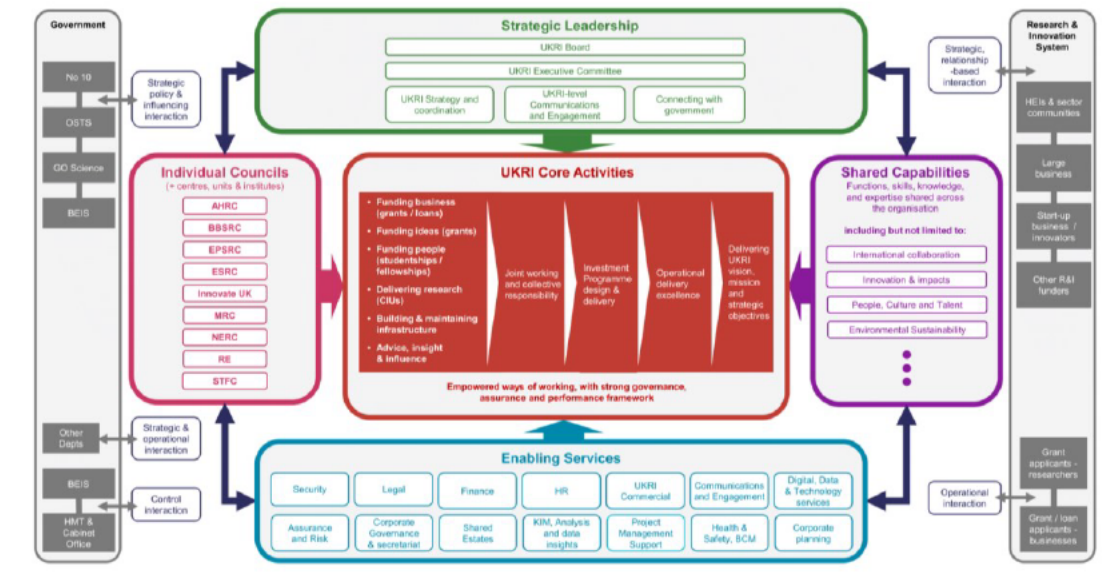 Government
No 10
OSTS
GO Science
BEIS
Other
Depts
BEIS
HMT &
Cabinet
Office
Strategic
policy &
influencing
interaction
Strategic &
operational
interaction
Control
interaction
Strategic Leadership
UKRI Board
UKRI Executive Committee
UKRI Strategy and
coordination
UKRI-level
Communications
and Engagement
Connecting with
government
Individual Councils
(+ centres, units & institutes)
AHRC
BBSRC
EPSRC
ESRC
Innovate UK
MRC
NERC
RE
STFC
UKRI Core Activities
• Funding business
(grants / loans)
• Funding ideas (grants)
• Funding people
(studentships /
fellowships)
• Delivering research
(CIUs)
• Building & maintaining
infrastructure
• Advice, insight
& influence
Joint working
and collective
responsibility
Investment
Programme
design &
delivery
Operational
delivery
excellence
Delivering
UKRI
vision,
mission
and
strategic
objectives
Empowered ways of working, with strong governance,
assurance and performance framework
Shared Capabilities
Functions, skills, knowledge,
and expertise shared across
the organisation
including but not limited to:
International collaboration
Innovation & impacts
People, Culture and Talent
Environmental Sustainability
Enabling Services
Security
Legal
Finance
HR
UKRI
Commercial
Communications
and Engagement
Digital, Data
& Technology
services
Assurance
and Risk
Corporate
Governance
& secretariat
Shared
Estates
KIM, Analysis
and data
insights
Project
Management
Support
Health &
Safety, BCM
Corporate
planning
Strategic,
relationship
-based
interaction
Operational
interaction
Research &
Innovation
System
HEIs & sector
communities
Large
business
Start-up
business /
innovators
Other R&I
funders
Grant
applicants -
researchers
Grant / loan
applicants -
businesses